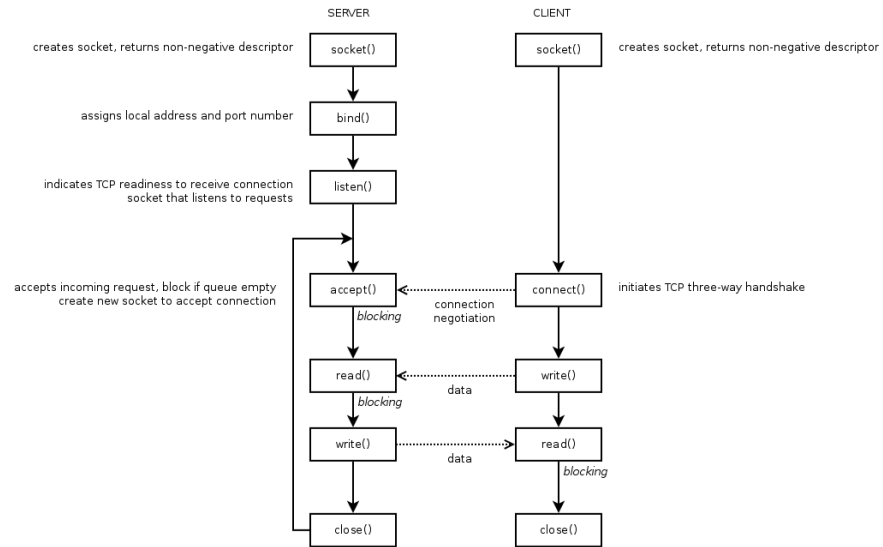 SERVER
CLIENT
creates socket, returns non-negative descriptor
socket()
socket()
creates socket, returns non-negative descriptor
assigns local address and port number
bind()
indicates TCP readiness to receive connection
socket that listens to requests
listen()
accepts incoming request, block if queue empty
create new socket to accept connection
accept()
blocking
connection
negotiation
connect()
initiates TCP three-way handshake
read()
blocking
data
write()
write()
data
read()
blocking
close()
close()